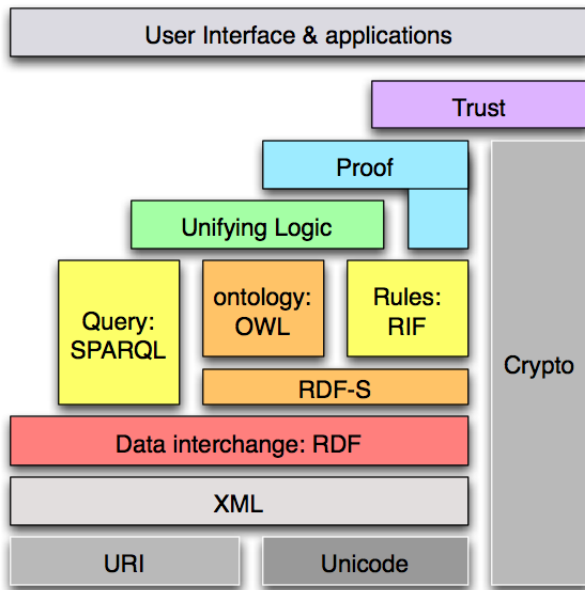 User Interface & applications
Trust
Proof
Unifying Logic
Query:
SPARQL
ontology:
OWL
Rules:
RIF
Crypto
RDF-S
Data interchange: RDF
XML
URI
Unicode